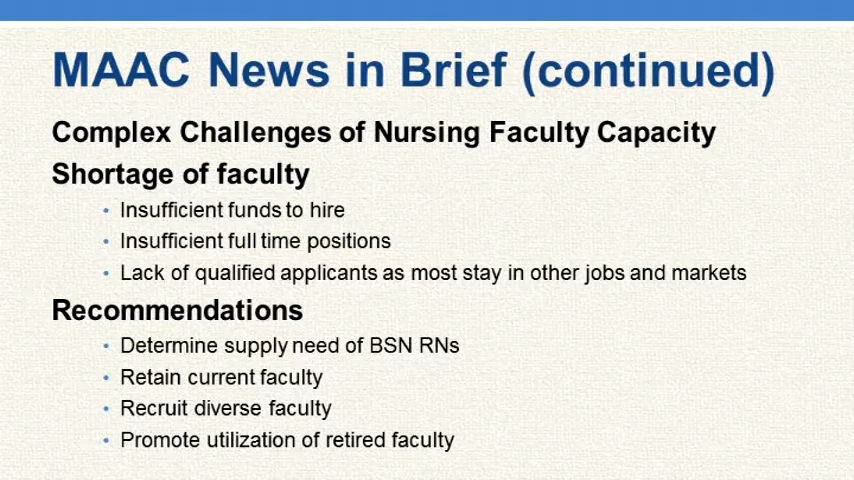 MAAC News in Brief (continued)
Complex Challenges of Nursing Faculty Capacity
Shortage of faculty
• Insufficient funds to hire
• Insufficient full time positions
• Lack of qualified applicants as most stay in other jobs and markets
Recommendations
• Determine supply need of BSN RNs
• Retain current faculty
• Recruit diverse faculty
• Promote utilization of retired faculty